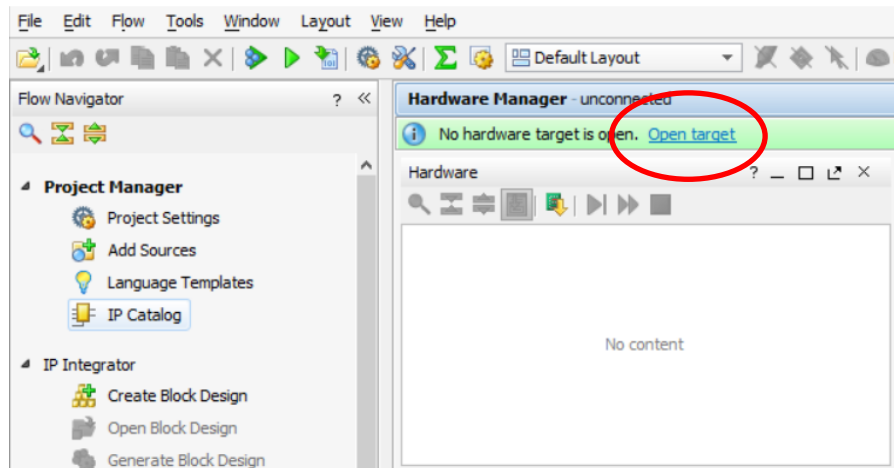 File Edit Flow Tools Window Layout View Help
Default Layout
Flow Navigator ? «
Project Manager
Project Settings
Add Sources
Language Templates
IP Catalog
IP Integrator
Create Block Design
Open Block Design
Generate Block Design
Hardware Manager - unconnected
No hardware target is open. Open target
Hardware ?
No content